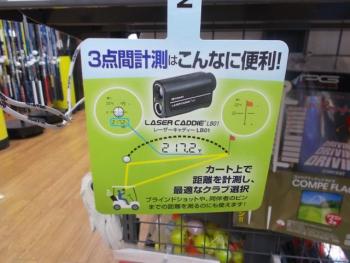 2
3点間計測はこんなに便利!
LASER CADDIE LB01
レーザーキャディー LB01
217.2Y
カート上で
距離を計測し、
最適なクラブ選択
ブラインドショットや、同伴者のピン
までの距離を測るのにも使えます!
DRIVING
COMPE FLAG